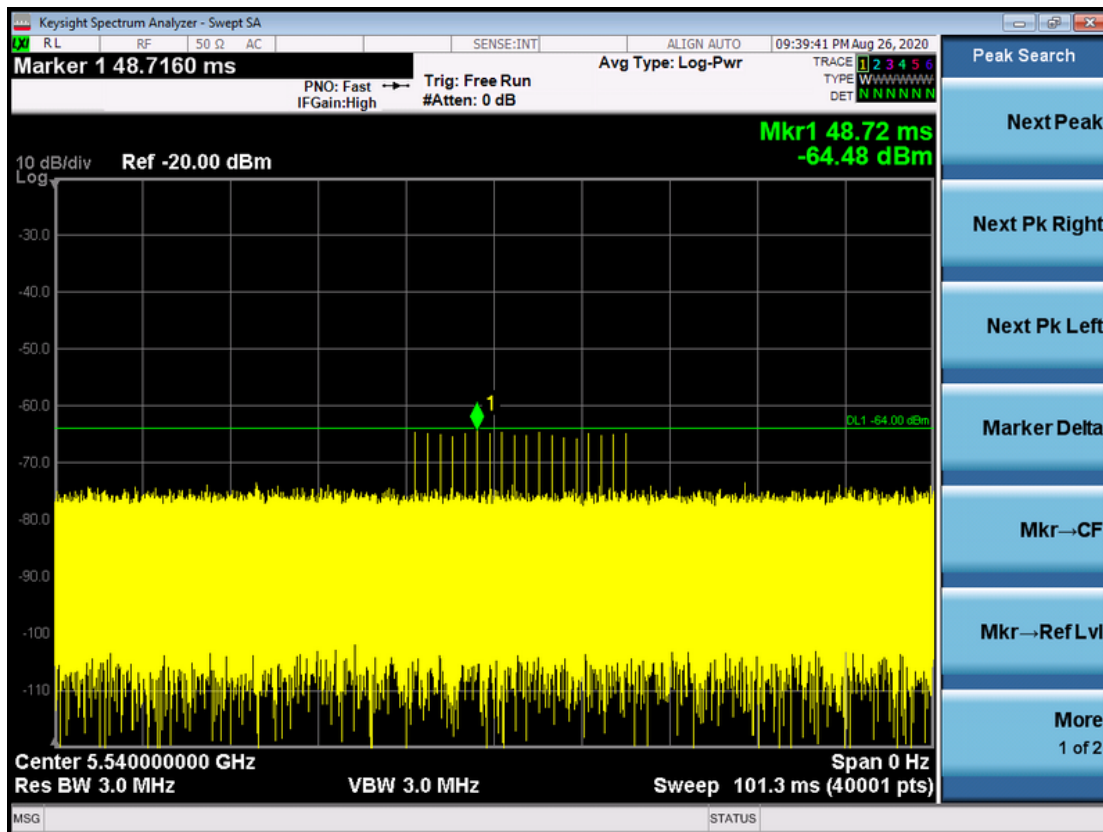 Keysight Spectrum Analyzer - Swept SA
LXI RL RF 50 Ω AC SENSE:INT ALIGN AUTO 09:39:41 PM Aug 26, 2020
Marker 1 48.7160 ms
PNO: Fast
IFGain:High
Trig: Free Run
#Atten: 0 dB
Avg Type: Log-Pwr
TRACE 1 2 3 4 5 6
TYPE WWWWWW
DET N N N N N N
Peak Search
Mkr1 48.72 ms
-64.48 dBm
10 dB/div
Log
Ref -20.00 dBm
-30.0
-40.0
-50.0
-60.0
-70.0
-80.0
-90.0
-100
-110
1
DL1 -64.00 dBm
Center 5.540000000 GHz
Span 0 Hz
Res BW 3.0 MHz
VBW 3.0 MHz
Sweep 101.3 ms (40001 pts)
MSG
STATUS
Next Peak
Next Pk Right
Next Pk Left
Marker Delta
Mkr→CF
Mkr→Ref Lvl
More
1 of 2